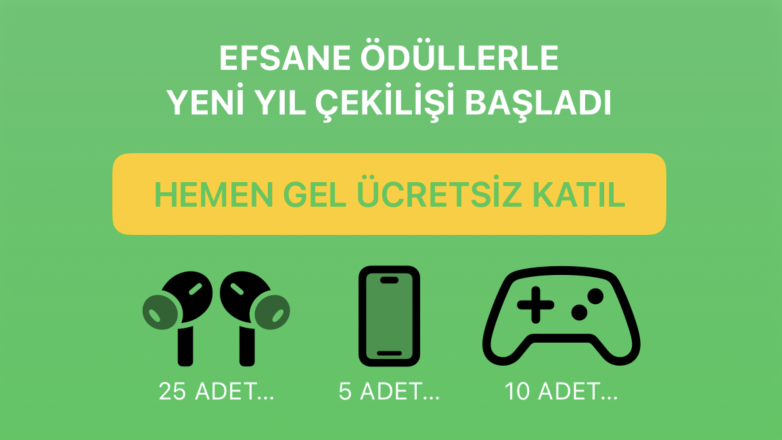 EFSANE ÖDÜLLERLE
YENİ YIL ÇEKİLİŞİ BAŞLADI
HEMEN GEL ÜCRETSİZ KATIL
25 ADET... 5 ADET... 10 ADET...